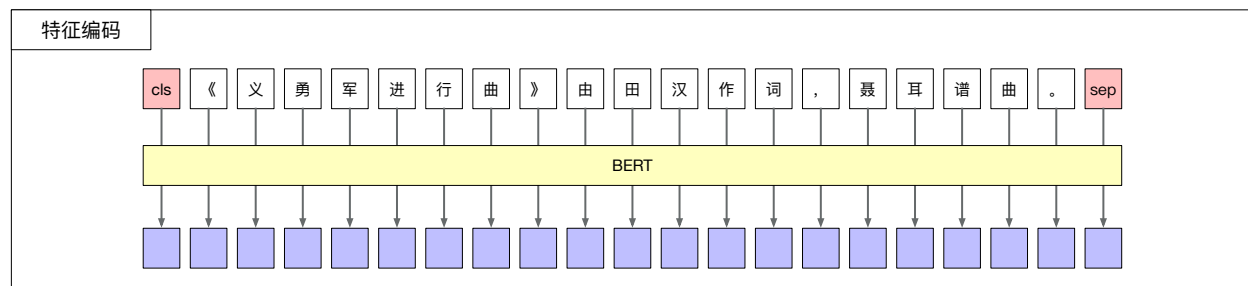 特征编码
cls 《 义 勇 军 进 行 曲 》 由 田 汉 作 词 , 聂 耳 谱 曲 。 sep
BERT